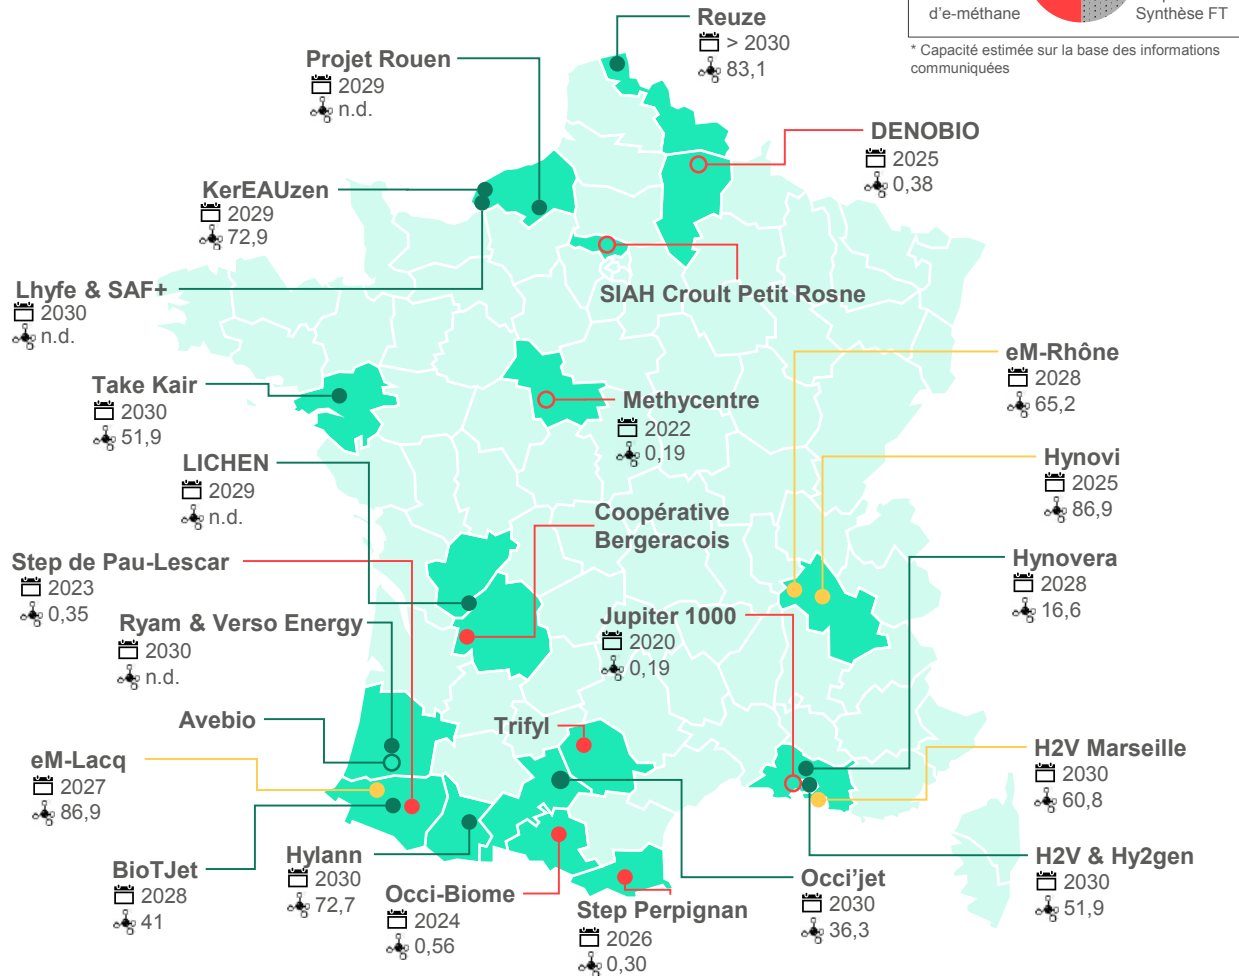 d'e-méthane
Synthèse FT
* Capacité estimée sur la base des informations
communiquées
Reuze
> 2030
83,1
Projet Rouen
2029
n.d.
DENOBIO
2025
0,38
KerEAUzen
2029
72,9
SIAH Croult Petit Rosne
Lhyfe & SAF+
2030
n.d.
eM-Rhône
2028
65,2
Take Kair
2030
51,9
Methycentre
2022
0,19
Hynovi
2025
86,9
LICHEN
2029
n.d.
Coopérative
Bergeracois
Hynovera
2028
16,6
Step de Pau-Lescar
2023
0,35
Jupiter 1000
2020
0,19
Ryam & Verso Energy
2030
n.d.
Avebio
Trifyl
H2V Marseille
2030
60,8
eM-Lacq
2027
86,9
BioTJet
2028
41
Hylann
2030
72,7
Occi-Biome
2024
0,56
Step Perpignan
2026
0,30
Occi'jet
2030
36,3
H2V & Hy2gen
2030
51,9